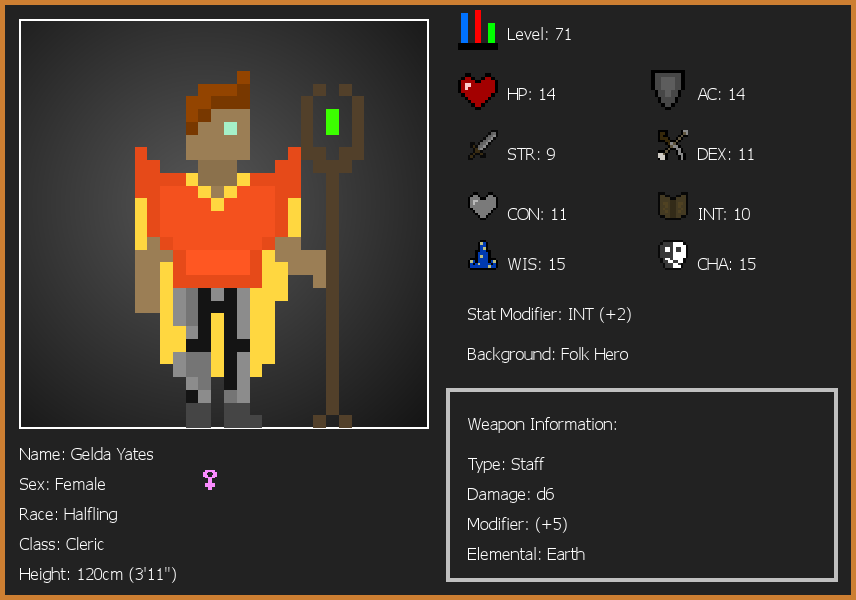 Level: 71
HP: 14
AC: 14
STR: 9
DEX: 11
CON: 11
INT: 10
WIS: 15
CHA: 15
Stat Modifier: INT (+2)
Background: Folk Hero
Weapon Information:
Type: Staff
Damage: d6
Modifier: (+5)
Elemental: Earth
Name: Gelda Yates
Sex: Female
Race: Halfling
Class: Cleric
Height: 120cm (3'11")